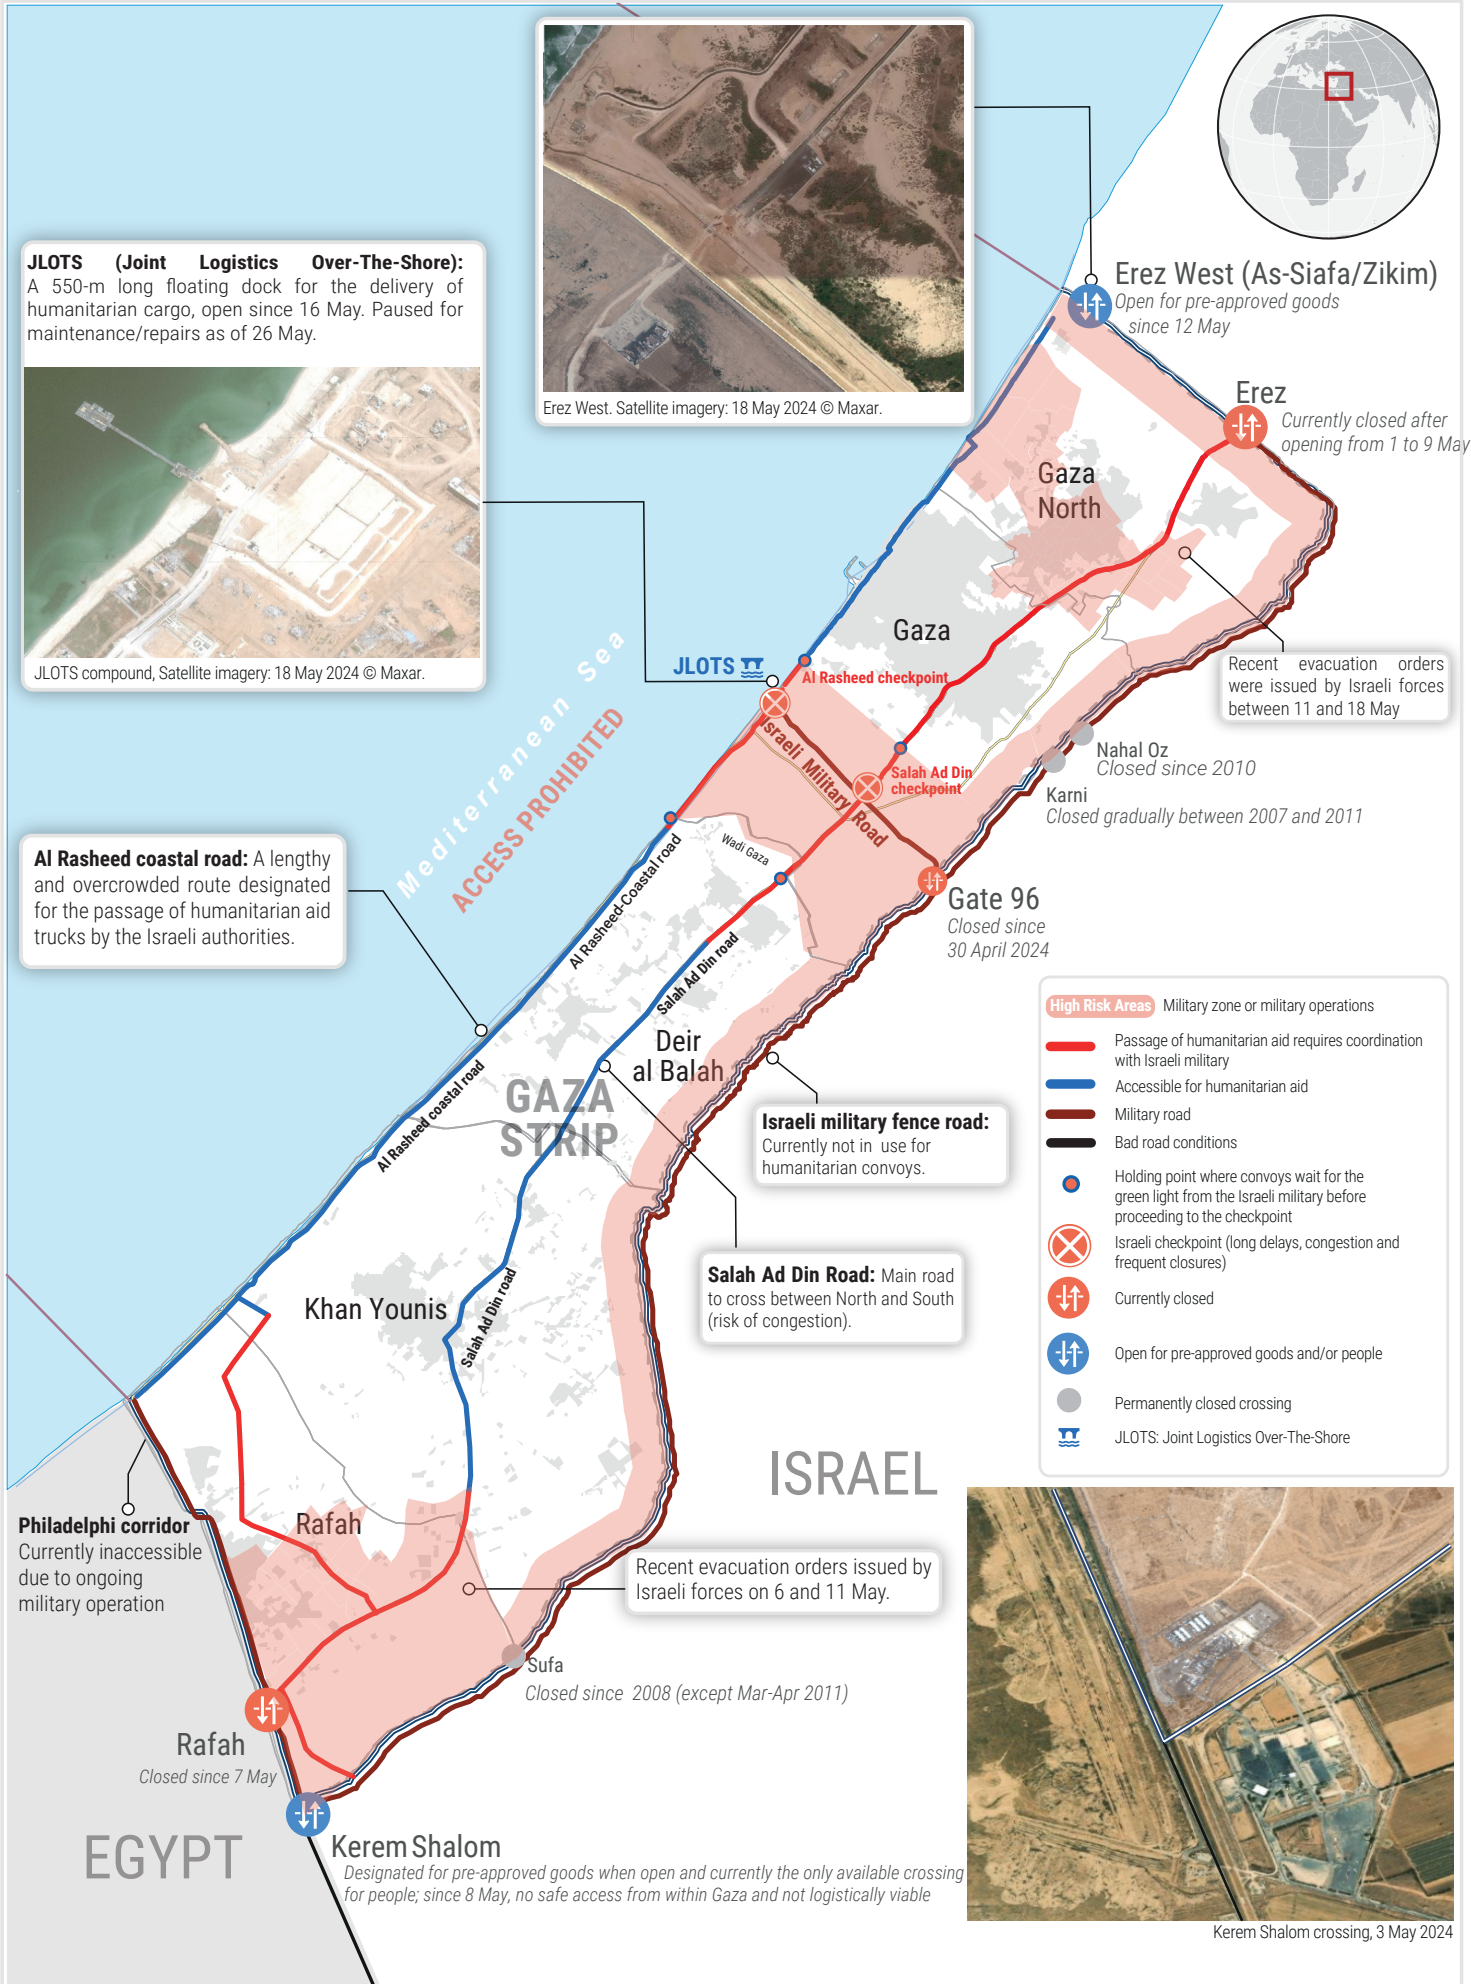 JLOTS (Joint Logistics Over-The-Shore):
A 550-m long floating dock for the delivery of
humanitarian cargo, open since 16 May. Paused for
maintenance/repairs as of 26 May.
JLOTS compound, Satellite imagery: 18 May 2024 © Maxar.
Erez West. Satellite imagery: 18 May 2024 © Maxar.
Erez West (As-Siafa/Zikim)
Open for pre-approved goods
since 12 May
Erez
Currently closed after
opening from 1 to 9 May
Gaza
North
Gaza
Recent evacuation orders
were issued by Israeli forces
between 11 and 18 May
JLOTS
Al Rasheed checkpoint
Israeli Military Road
Salah Ad Din
checkpoint
Mediterranean Sea
ACCESS PROHIBITED
Nahal Oz
Closed since 2010
Karni
Closed gradually between 2007 and 2011
Wadi Gaza
Gate 96
Closed since
30 April 2024
Al Rasheed coastal road: A lengthy
and overcrowded route designated
for the passage of humanitarian aid
trucks by the Israeli authorities.
Al Rasheed-Coastal road
Salah Ad Din road
Deir
al Balah
GAZA
STRIP
Al Rasheed coastal road
Israeli military fence road:
Currently not in use for
humanitarian convoys.
High Risk Areas Military zone or military operations
Passage of humanitarian aid requires coordination
with Israeli military
Accessible for humanitarian aid
Military road
Bad road conditions
Holding point where convoys wait for the
green light from the Israeli military before
proceeding to the checkpoint
Israeli checkpoint (long delays, congestion and
frequent closures)
Currently closed
Open for pre-approved goods and/or people
Permanently closed crossing
JLOTS: Joint Logistics Over-The-Shore
Salah Ad Din Road: Main road
to cross between North and South
(risk of congestion).
Khan Younis
Salah Ad Din road
ISRAEL
Philadelphi corridor
Currently inaccessible
due to ongoing
military operation
Rafah
Recent evacuation orders issued by
Israeli forces on 6 and 11 May.
Sufa
Closed since 2008 (except Mar-Apr 2011)
Rafah
Closed since 7 May
EGYPT
Kerem Shalom
Designated for pre-approved goods when open and currently the only available crossing
for people; since 8 May, no safe access from within Gaza and not logistically viable
Kerem Shalom crossing, 3 May 2024